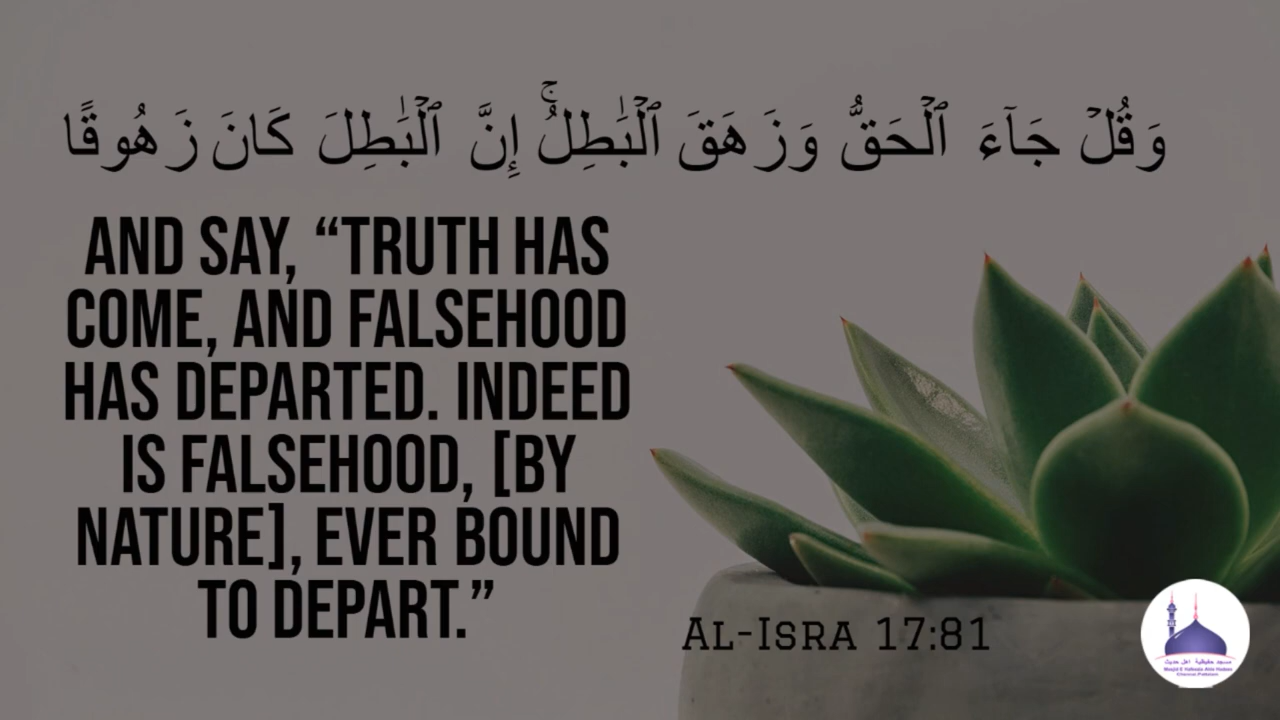 وَقُلۡ جَآءَ ٱلۡحَقُّ وَزَهَقَ ٱلۡبَٰطِلُۚ إِنَّ ٱلۡبَٰطِلَ كَانَ زَهُوقٗا
AND SAY, “TRUTH HAS
COME, AND FALSEHOOD
HAS DEPARTED. INDEED
IS FALSEHOOD, [BY
NATURE], EVER BOUND
TO DEPART.”
AL-ISRA 17:81